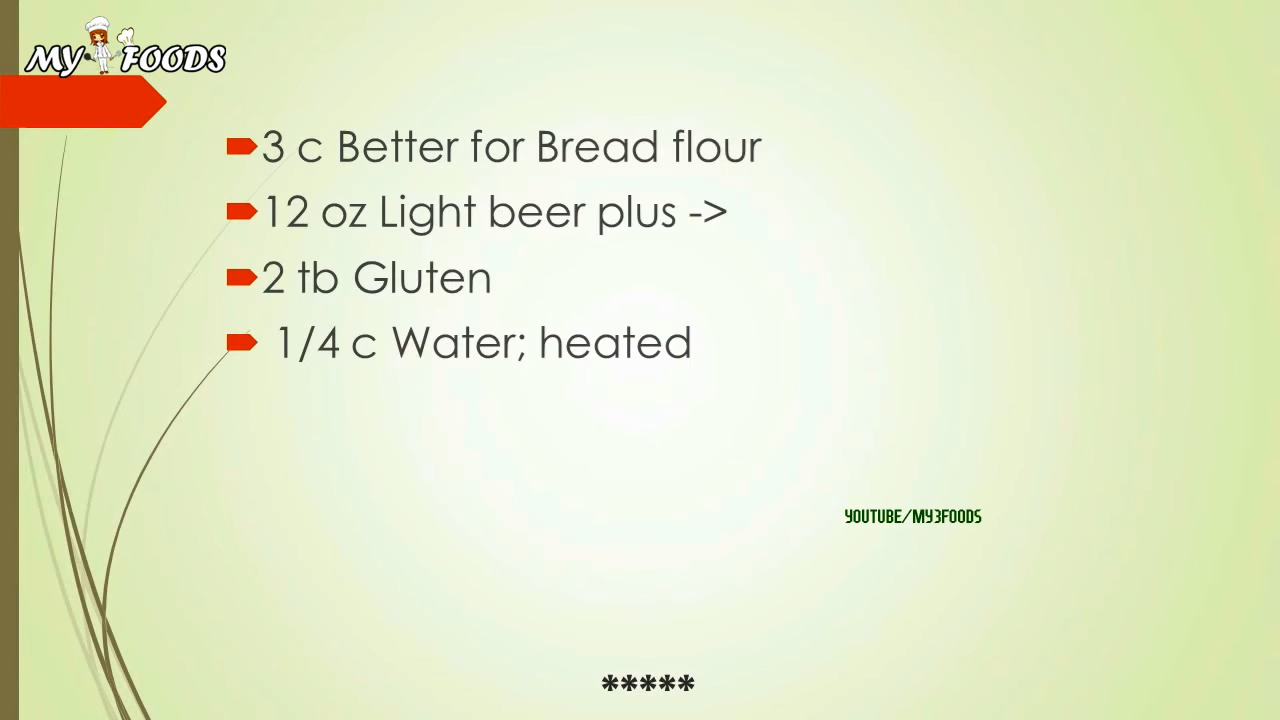 MY FOODS
3 c Better for Bread flour
12 oz Light beer plus ->
2 tb Gluten
1/4 c Water; heated
YOUTUBE/MY3FOODS
*****